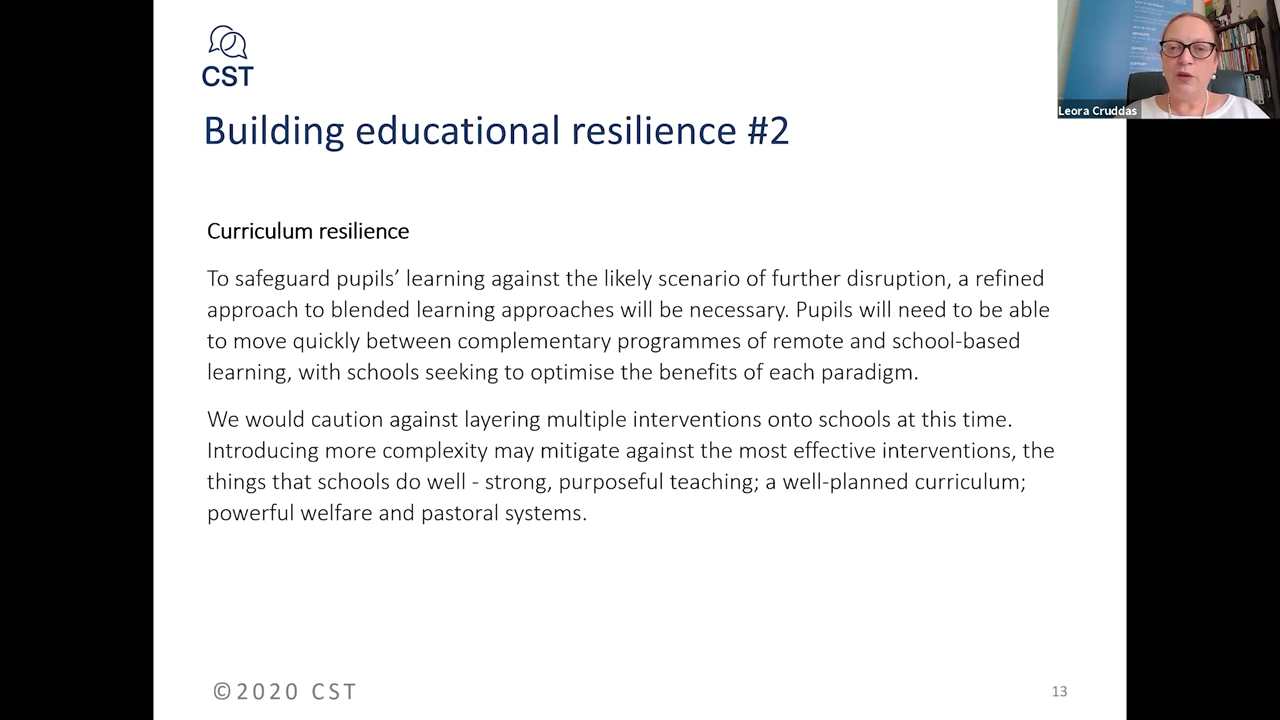 CST
Building educational resilience #2
Leora Cruddas
Curriculum resilience
To safeguard pupils’ learning against the likely scenario of further disruption, a refined
approach to blended learning approaches will be necessary. Pupils will need to be able
to move quickly between complementary programmes of remote and school-based
learning, with schools seeking to optimise the benefits of each paradigm.
We would caution against layering multiple interventions onto schools at this time.
Introducing more complexity may mitigate against the most effective interventions, the
things that schools do well - strong, purposeful teaching; a well-planned curriculum;
powerful welfare and pastoral systems.
©2020 CST
13